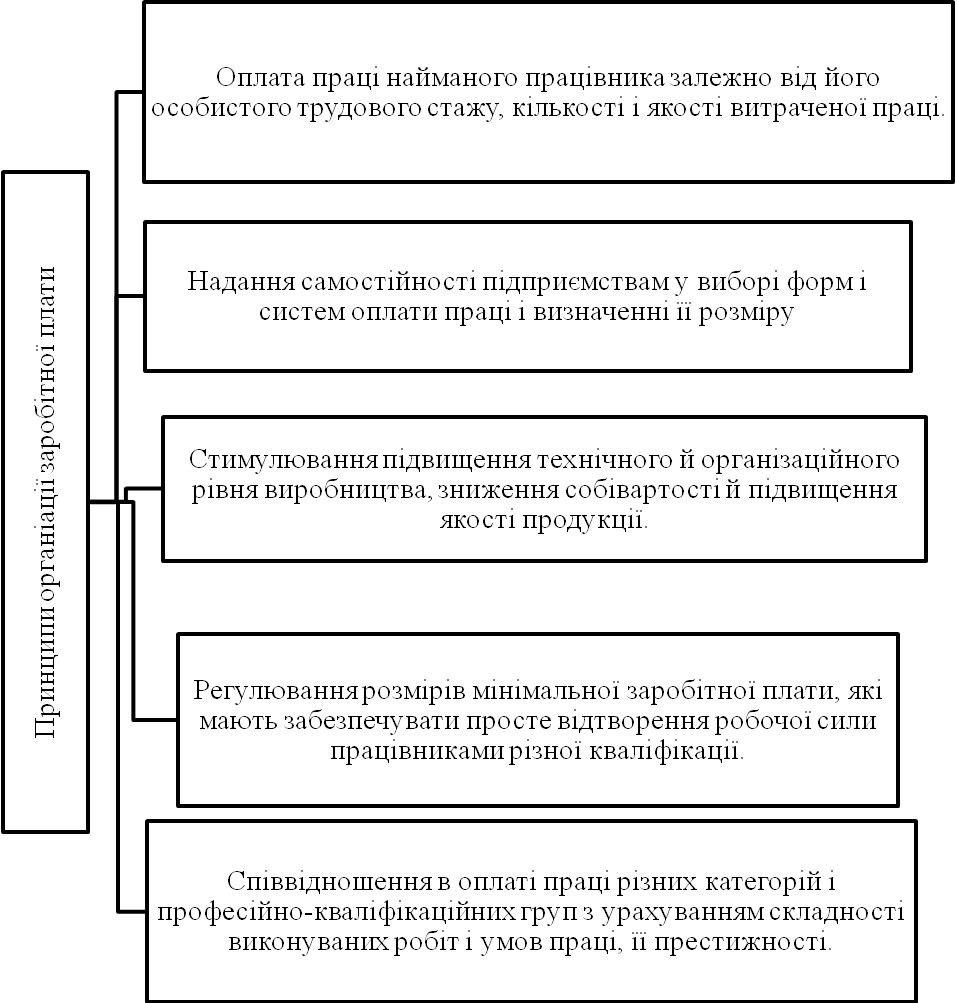 Принципи органіації заробітної плати
Оплата праці найманого працівника залежно від його
особистого трудового стажу, кількості і якості витраченої праці.
Надання самостійності підприємствам у виборі форм і
систем оплати праці і визначенні її розміру
Стимулювання підвищення технічного й організаційного
рівня виробництва, зниження собівартості й підвищення
якості продукції.
Регулювання розмірів мінімальної заробітної плати, які
мають забезпечувати просте відтворення робочої сили
працівниками різної кваліфікації.
Співвідношення в оплаті праці різних категорій і
професійно-кваліфікаційних груп з урахуванням складності
виконуваних робіт і умов праці, її престижності.